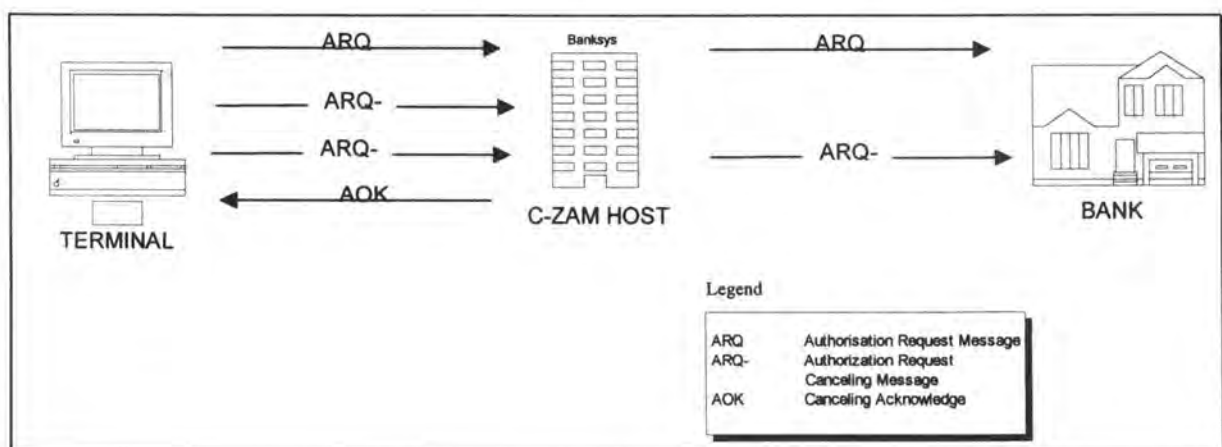 ARQ
Banksys
ARQ
ARQ-
ARQ-
ARQ-
AOK
TERMINAL
C-ZAM HOST
BANK
Legend
ARQ Authorisation Request Message
ARQ- Authorization Request
Canceling Message
AOK Canceling Acknowledge